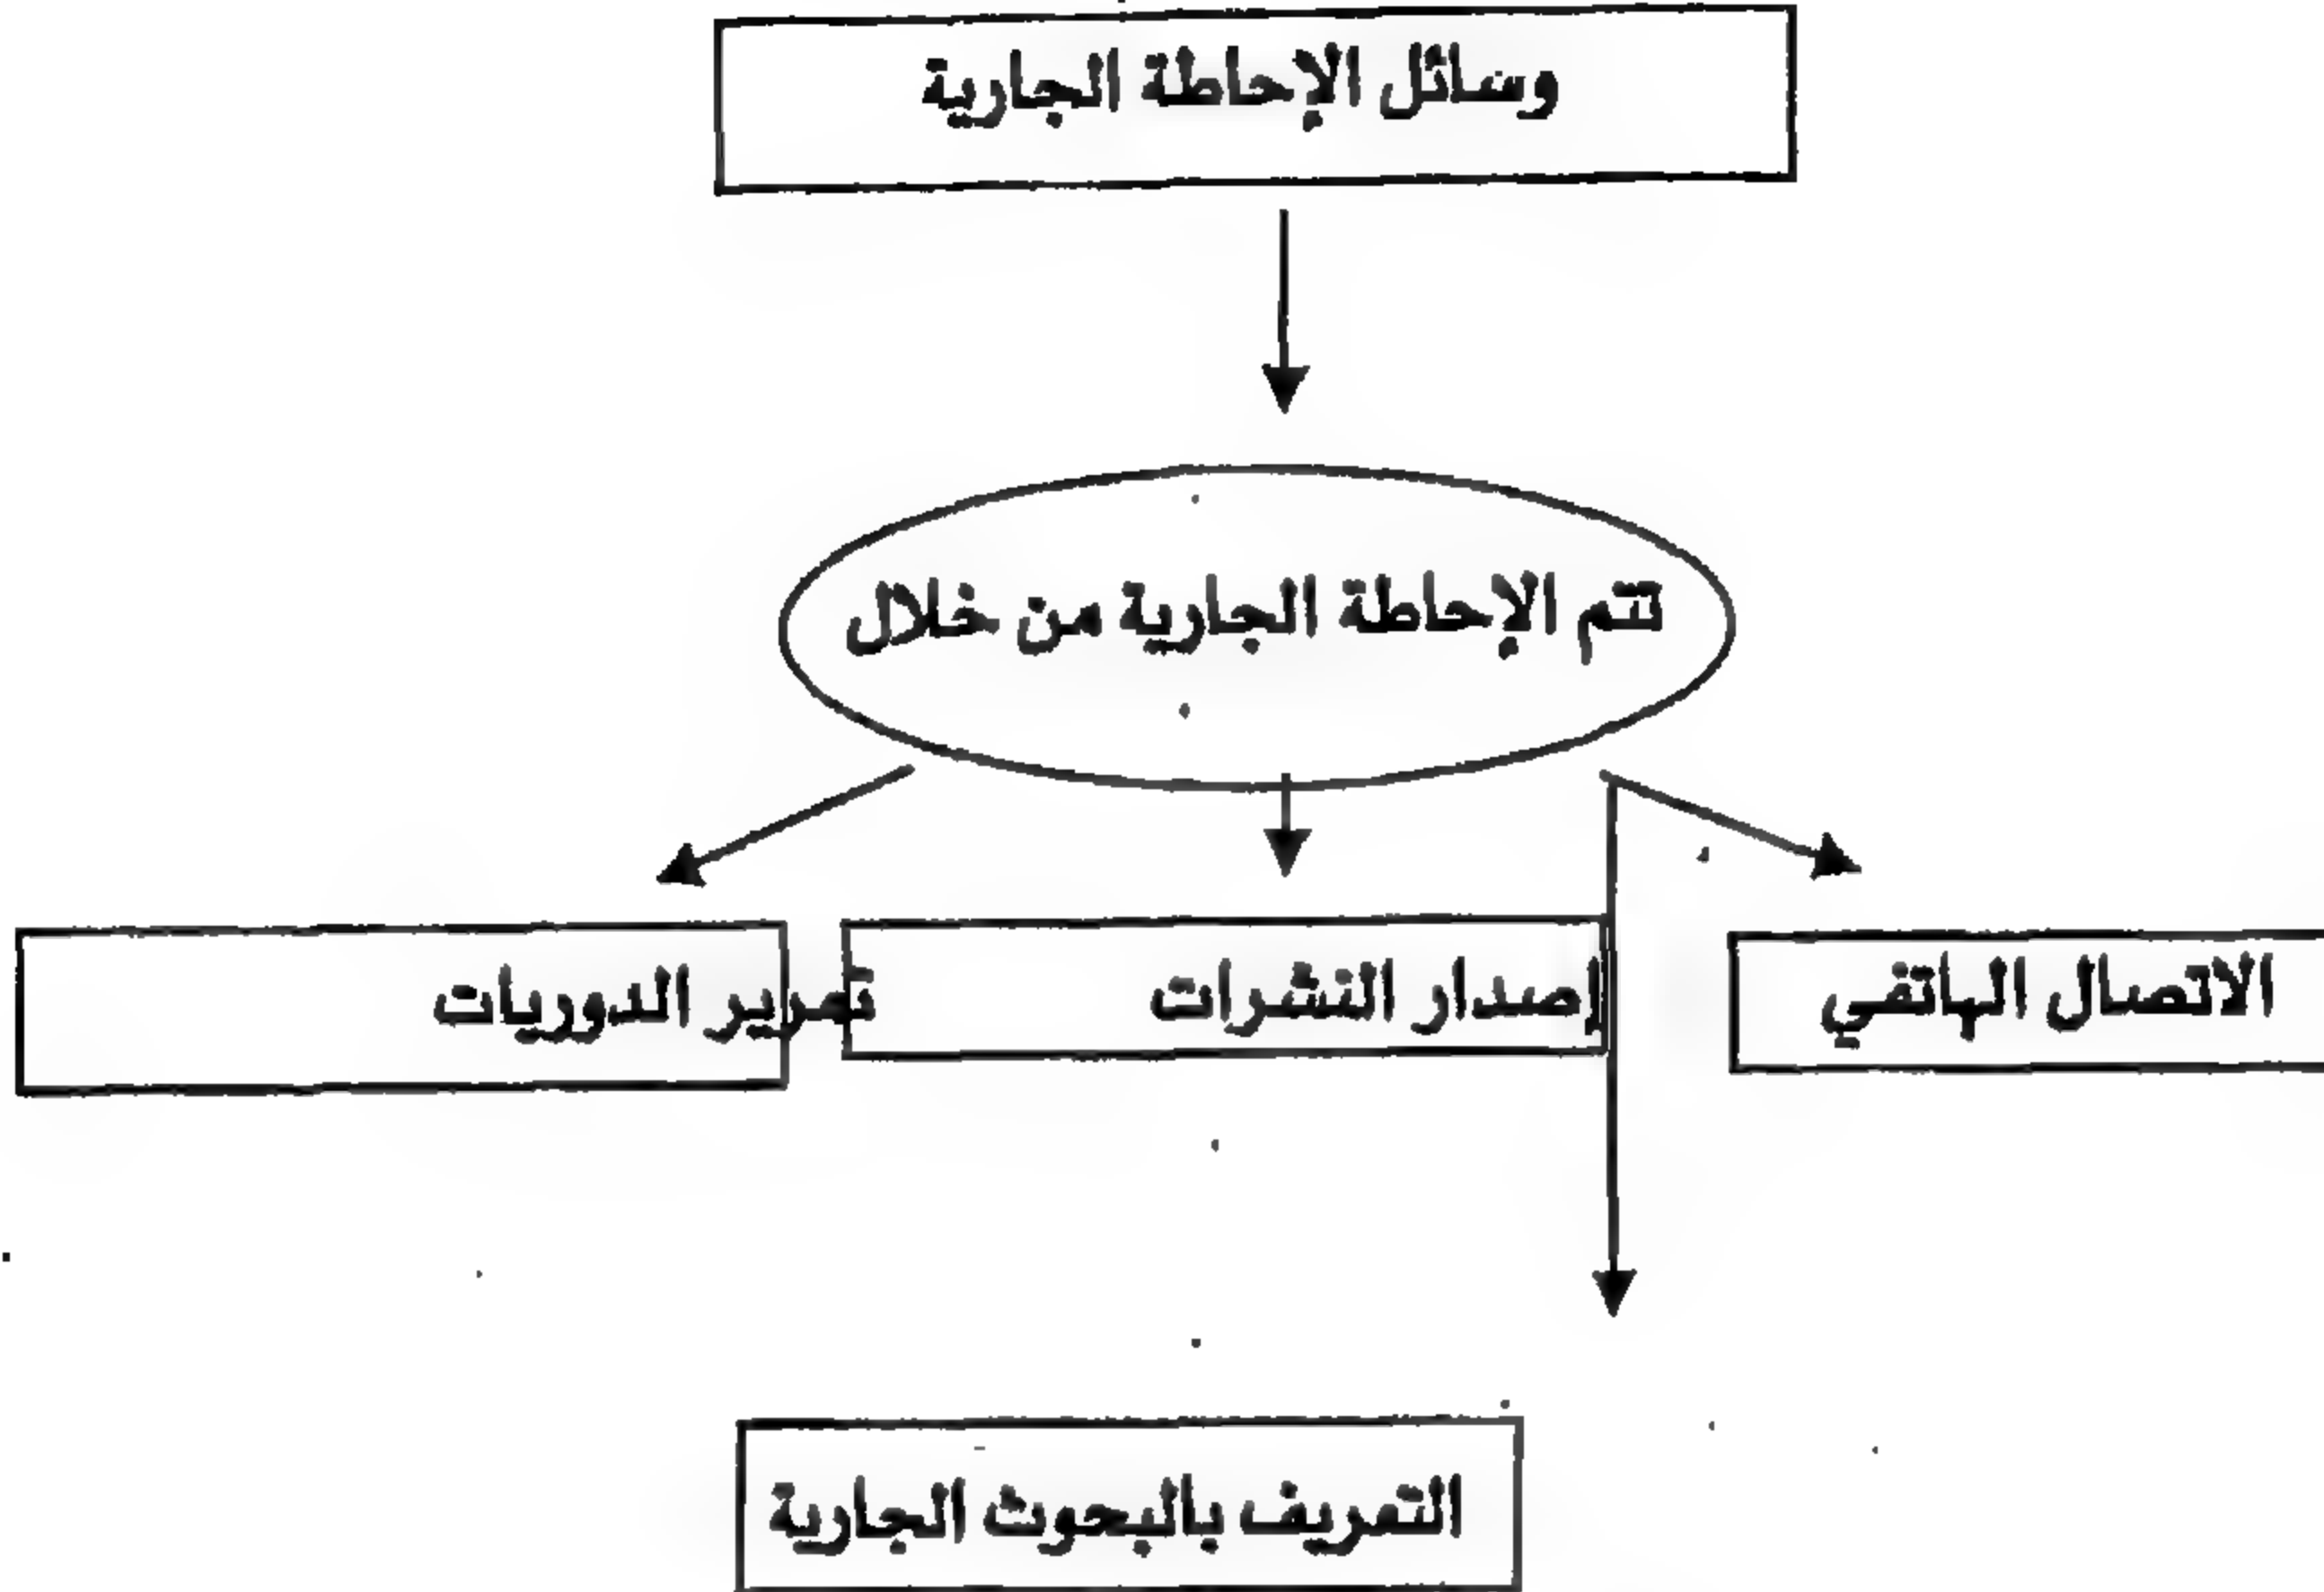 وسائل الإحاطة الجارية
تتم الإحاطة الجارية من خلال
الاتصال الهاتفي
إصدار النشرات
تمرير الدوريات
التعريف بالبحوث الجارية